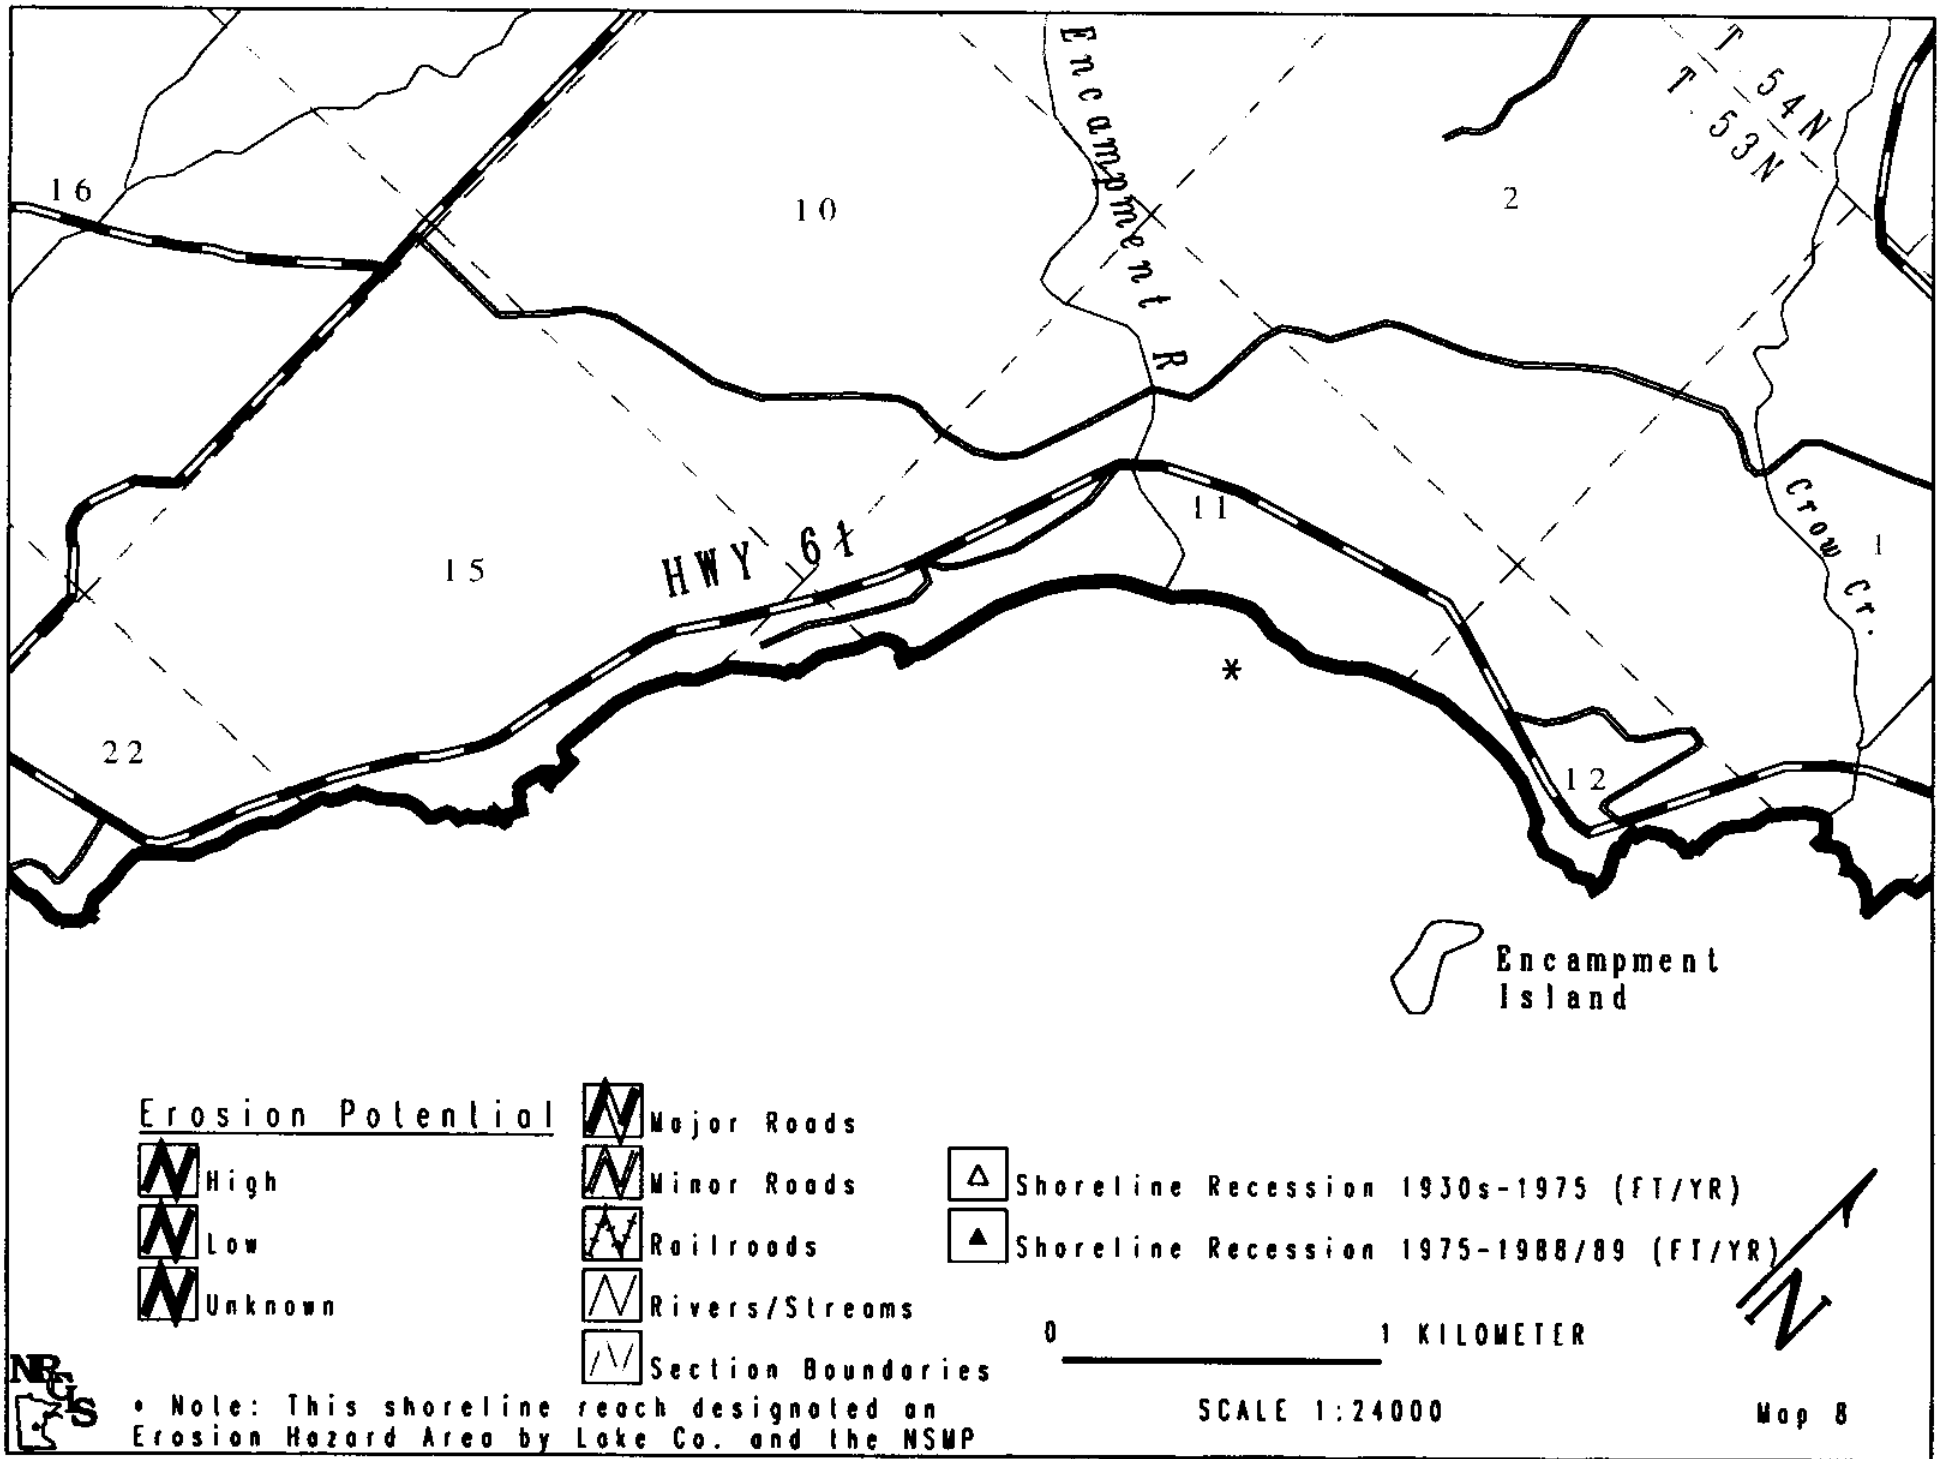 Encampment R
T. 54N
T. 53N
16
10
2
HWY 61
11
15
Crow Cr.
1
*
22
12
Encampment
Island
Erosion Potential
High
Low
Unknown
Major Roads
Minor Roads
Railroads
Rivers/Streams
Section Boundaries
Shoreline Recession 1930s-1975 (FT/YR)
Shoreline Recession 1975-1988/89 (FT/YR)
N
0 1 KILOMETER
SCALE 1:24000
Map 8
NRGIS
* Note: This shoreline reach designated an
Erosion Hazard Area by Lake Co. and the NSMP